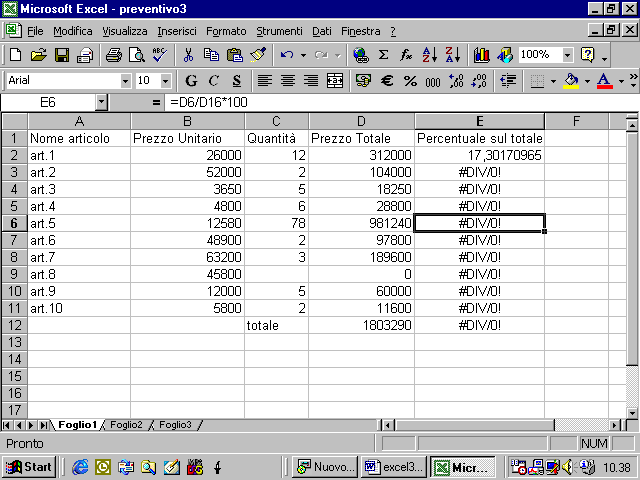 Microsoft Excel - preventivo3
File Modifica Visualizza Inserisci Formato Strumenti Dati Finestra ?
100%
Arial 10 G C S € % 000
E6 = =D6/D16*100
A B C D E F
1 Nome articolo Prezzo Unitario Quantità Prezzo Totale Percentuale sul totale
2 art.1 26000 12 312000 17,30170965
3 art.2 52000 2 104000 #DIV/0!
4 art.3 3650 5 18250 #DIV/0!
5 art.4 4800 6 28800 #DIV/0!
6 art.5 12580 78 981240 #DIV/0!
7 art.6 48900 2 97800 #DIV/0!
8 art.7 63200 3 189600 #DIV/0!
9 art.8 45800 0 #DIV/0!
10 art.9 12000 5 60000 #DIV/0!
11 art.10 5800 2 11600 #DIV/0!
12 totale 1803290 #DIV/0!
13
14
15
16
17
Foglio1 Foglio2 Foglio3
Pronto NUM
Start Nuovo... excel3... Micr... 10.38